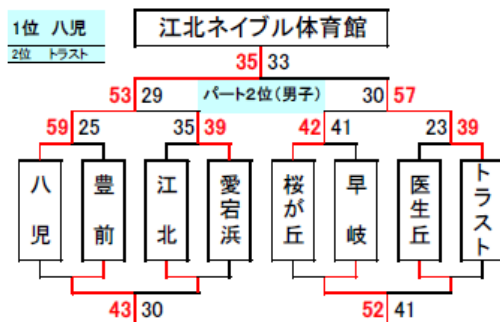 1位 八児
2位 トラスト
江北ネイブル体育館
35 33
53 29 パート2位(男子) 30 57
59 25 35 39 42 41 23 39
八児 豊前 江北 愛宕浜 桜が丘 早岐 医生丘 トラスト
43 30 52 41